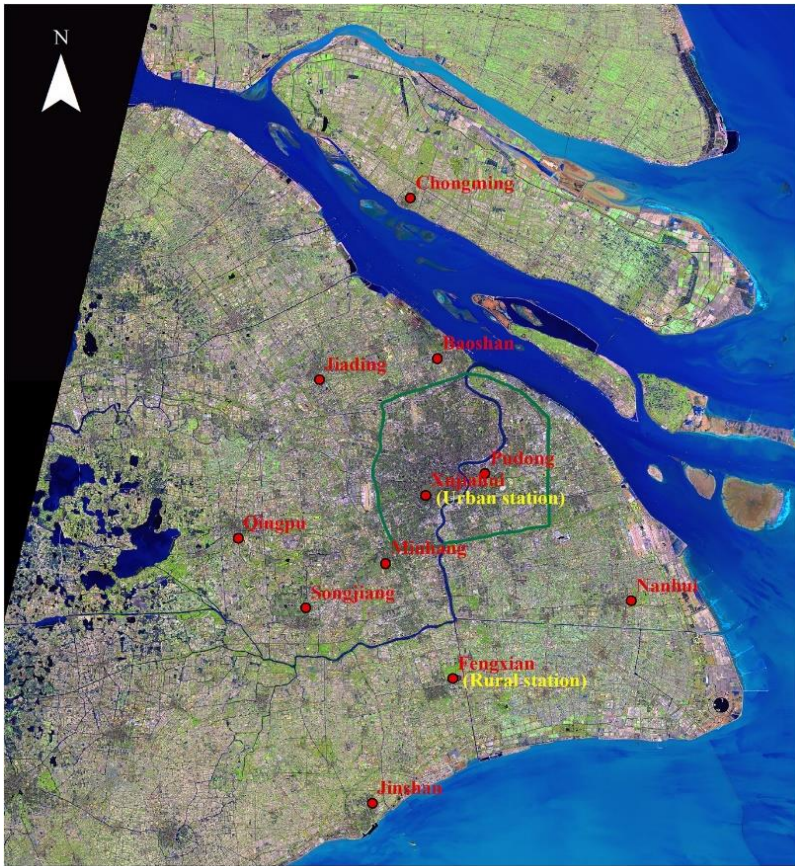 N
Chongming
Baoshan
Jiading
Pudong
Xujiahui
(Urban station)
Qingpu
Minhang
Nanhui
Songjiang
Fengxian
(Rural station)
Jinshan